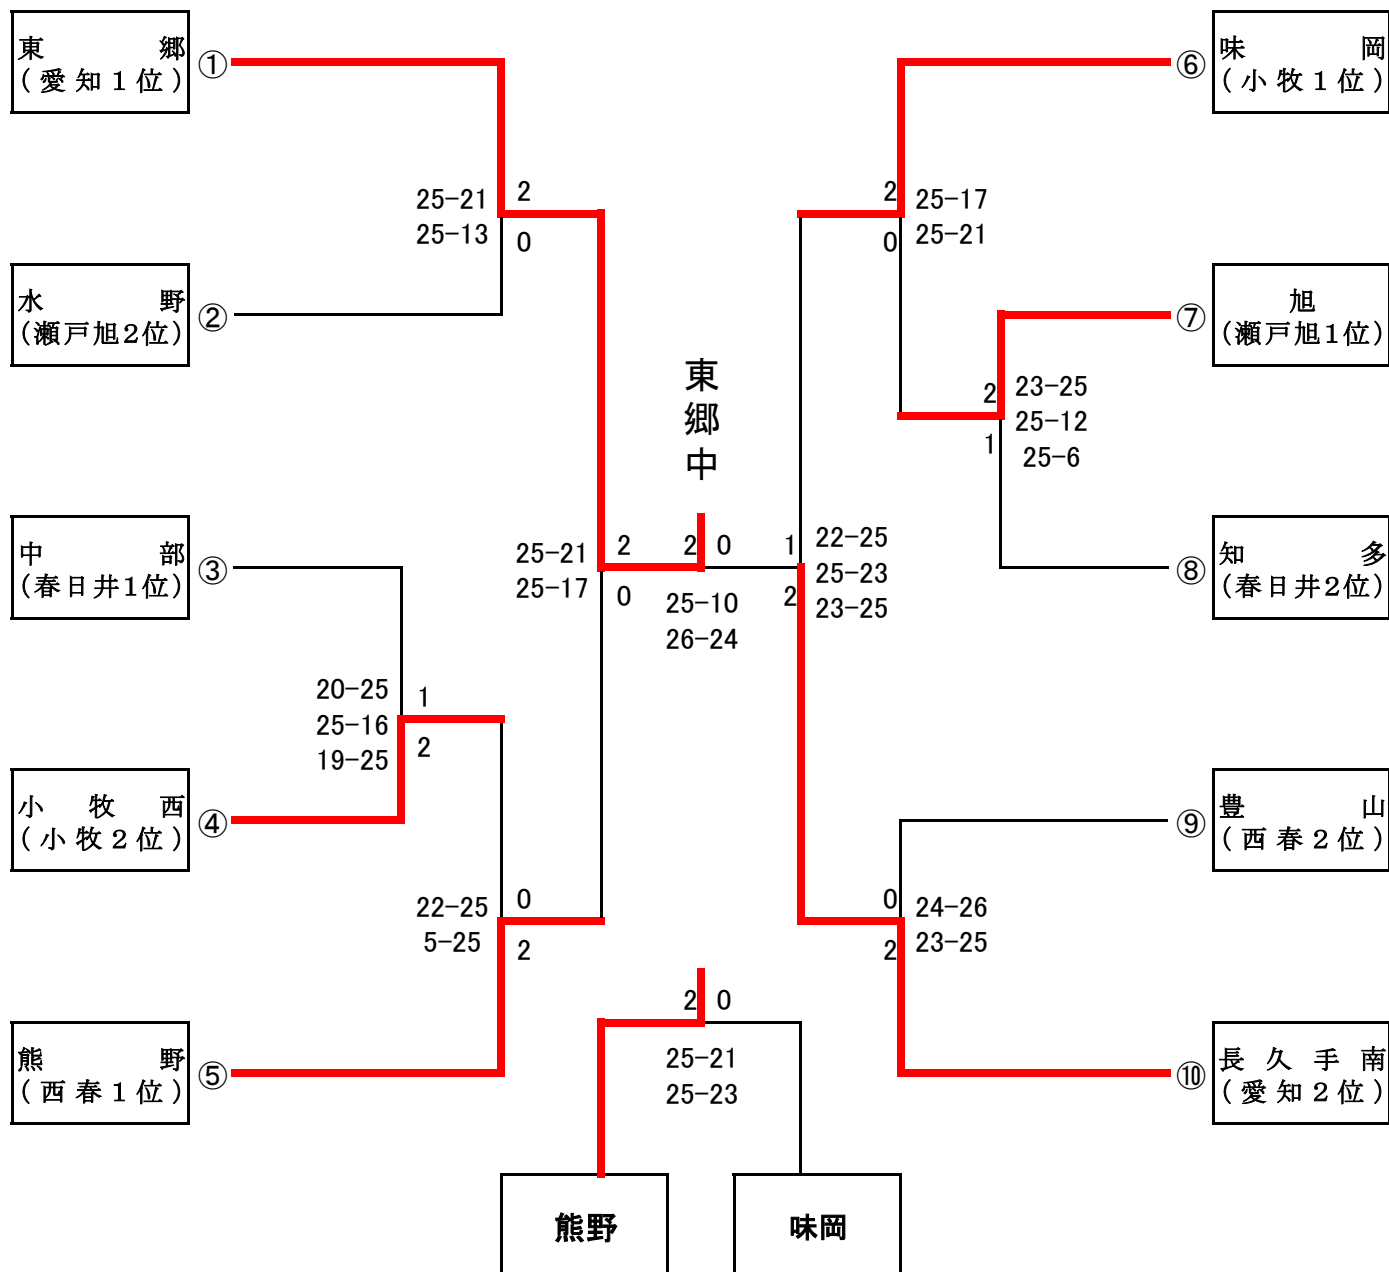 東 郷
(愛知1位)
①
水 野
(瀬戸旭2位)
②
中 部
(春日井1位)
③
小 牧 西
(小牧2位)
④
熊 野
(西春1位)
⑤
25-21
25-13
2
0
20-25
25-16
19-25
1
2
22-25
5-25
0
2
25-21
25-17
2
0
東
郷
中
2 0
25-10
26-24
1
2
22-25
25-23
23-25
2
0
25-17
25-21
2
1
23-25
25-12
25-6
0
2
24-26
23-25
⑥
味 岡
(小牧1位)
⑦
旭
(瀬戸旭1位)
⑧
知 多
(春日井2位)
⑨
豊 山
(西春2位)
⑩
長 久 手 南
(愛知2位)
2 0
25-21
25-23
熊野
味岡